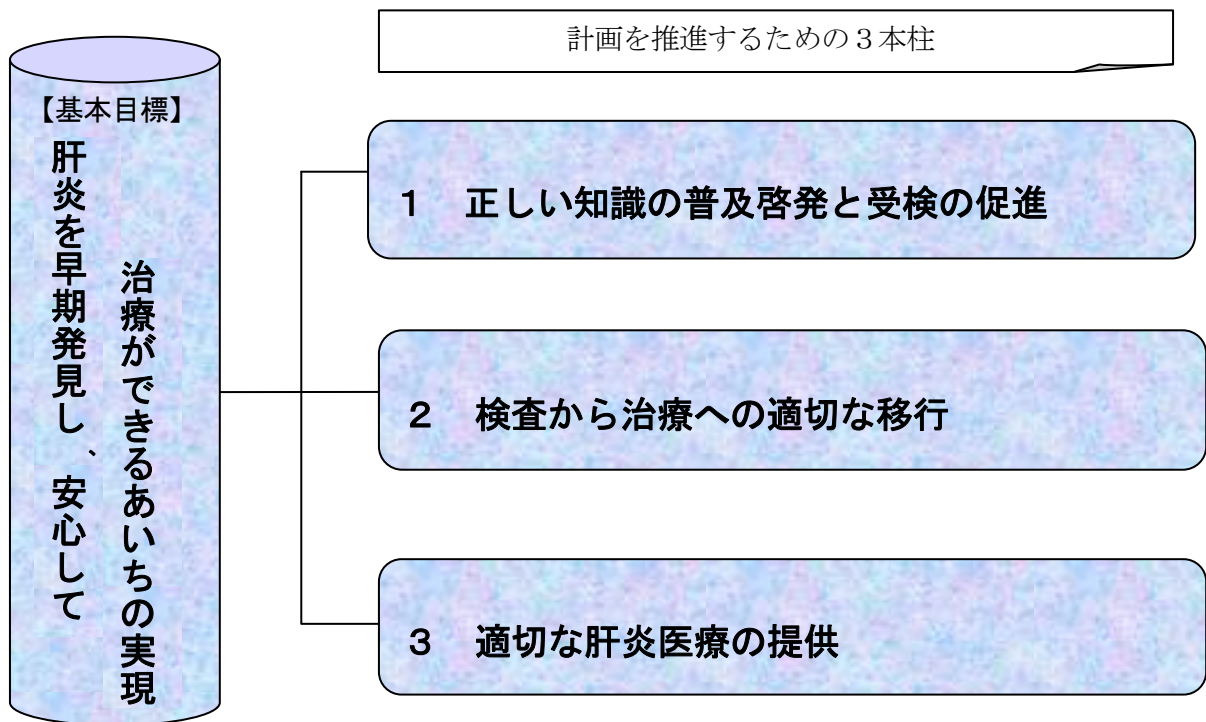 計画を推進するための３本柱
【基本目標】
肝炎を早期発見し、安心して
治療ができるあいちの実現
１　正しい知識の普及啓発と受検の促進
２　検査から治療への適切な移行
３　適切な肝炎医療の提供